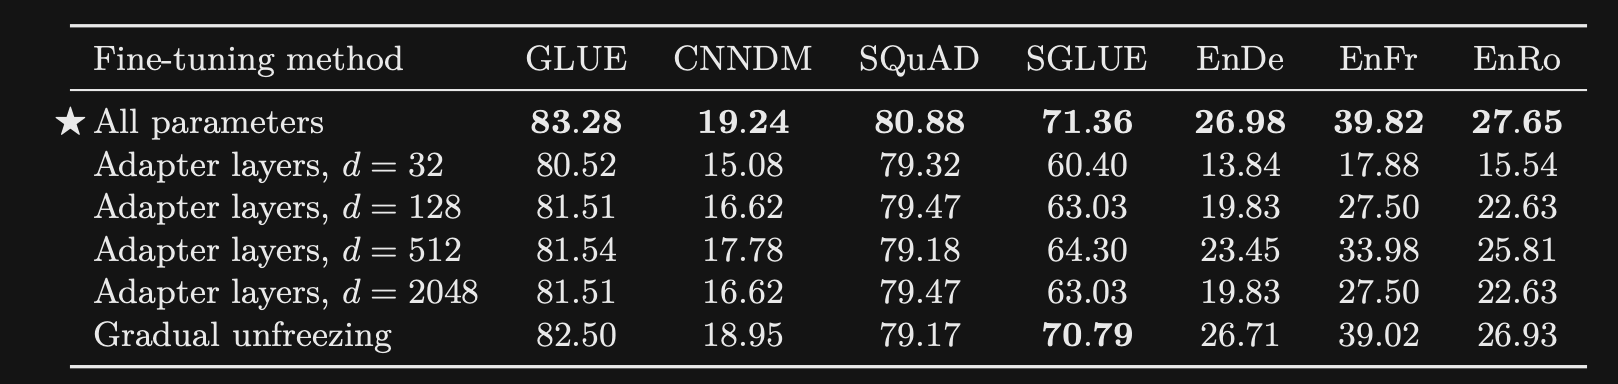 Fine-tuning method GLUE CNNDM SQuAD SGLUE EnDe EnFr EnRo
★ All parameters 83.28 19.24 80.88 71.36 26.98 39.82 27.65
Adapter layers, d = 32 80.52 15.08 79.32 60.40 13.84 17.88 15.54
Adapter layers, d = 128 81.51 16.62 79.47 63.03 19.83 27.50 22.63
Adapter layers, d = 512 81.54 17.78 79.18 64.30 23.45 33.98 25.81
Adapter layers, d = 2048 81.51 16.62 79.47 63.03 19.83 27.50 22.63
Gradual unfreezing 82.50 18.95 79.17 70.79 26.71 39.02 26.93